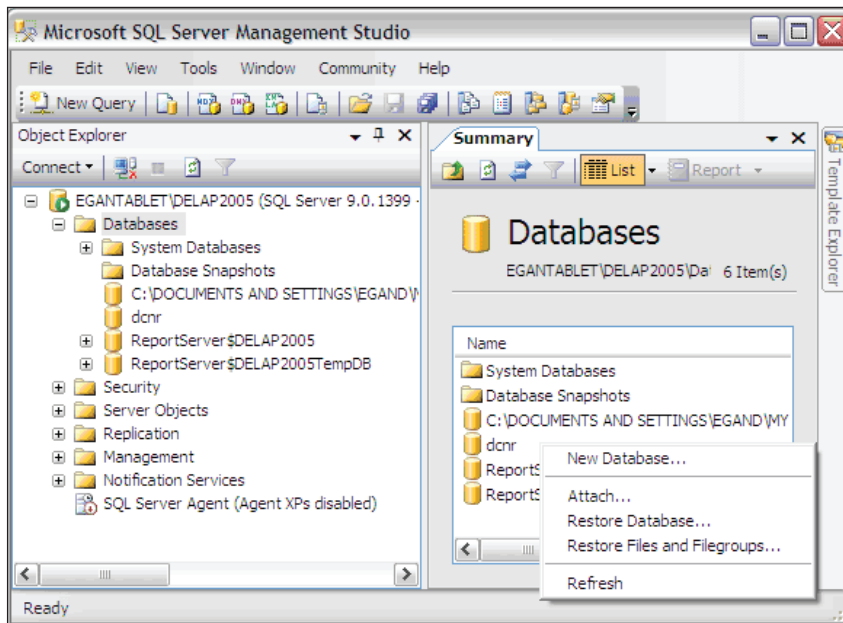 Microsoft SQL Server Management Studio
File Edit View Tools Window Community Help
New Query
Object Explorer
Connect
EGANTABLET\DELAP2005 (SQL Server 9.0.1399 -
Databases
System Databases
Database Snapshots
C:\DOCUMENTS AND SETTINGS\EGAND\
dcnr
ReportServer$DELAP2005
ReportServer$DELAP2005TempDB
Security
Server Objects
Replication
Management
Notification Services
SQL Server Agent (Agent XPs disabled)
Summary
List Report
Databases
EGANTABLET\DELAP2005\Da 6 Item(s)
Name
System Databases
Database Snapshots
C:\DOCUMENTS AND SETTINGS\EGAND\MY
dcnr
ReportS
ReportS
New Database...
Attach...
Restore Database...
Restore Files and Filegroups...
Refresh
Template Explorer
Ready